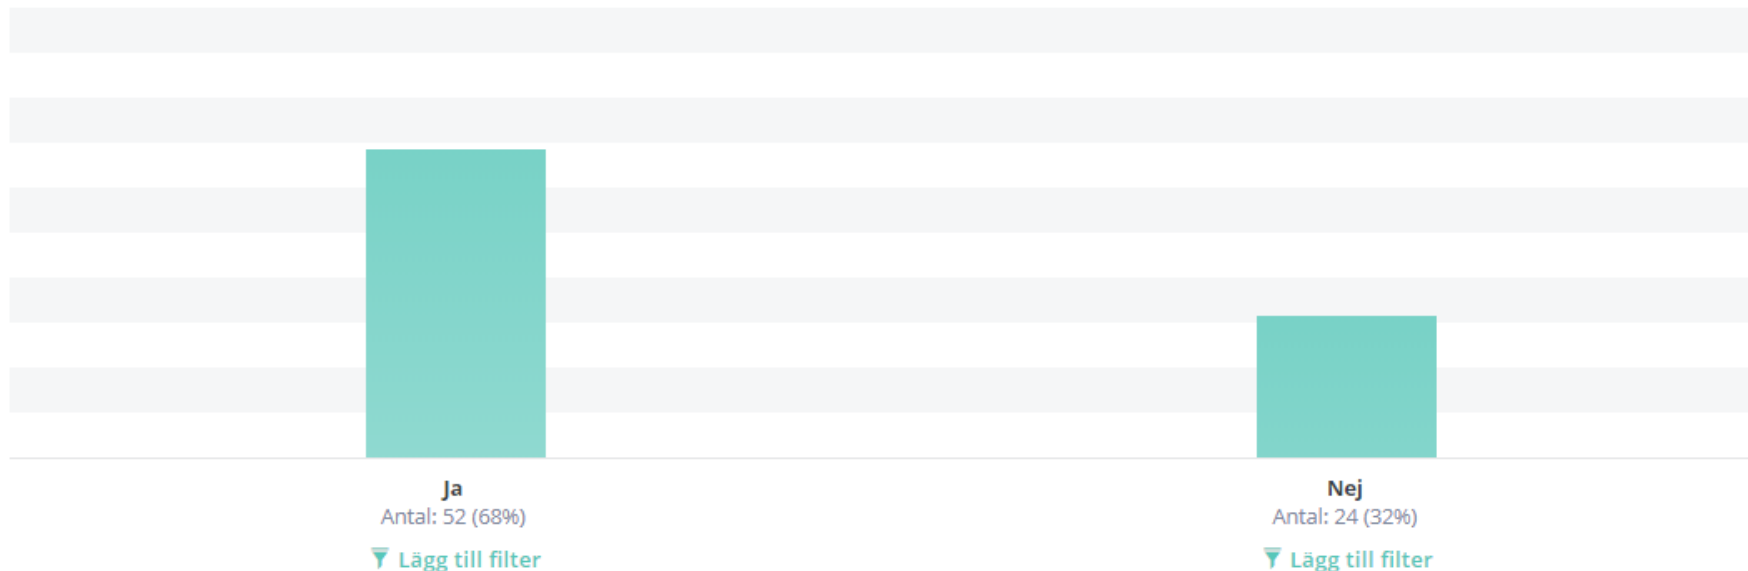 Ja
Antal: 52 (68%)
Lägg till filter
Nej
Antal: 24 (32%)
Lägg till filter